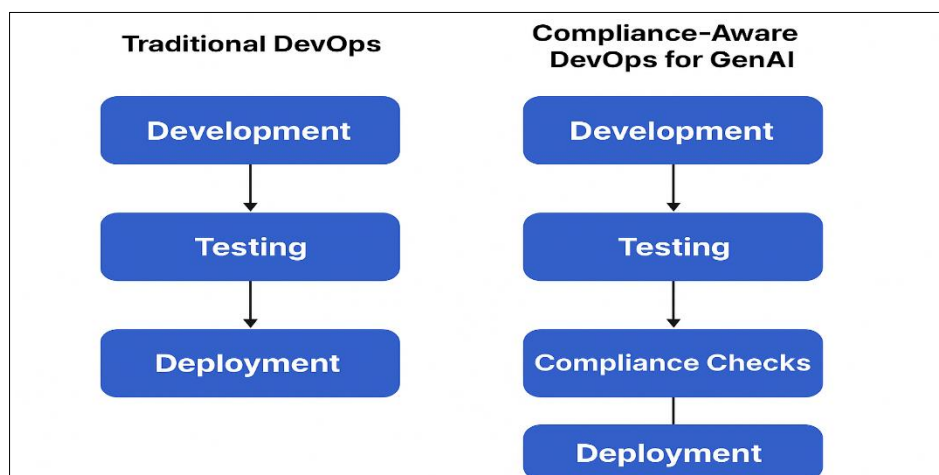 Traditional DevOps
Development
Testing
Deployment
Compliance-Aware
DevOps for GenAI
Development
Testing
Compliance Checks
Deployment